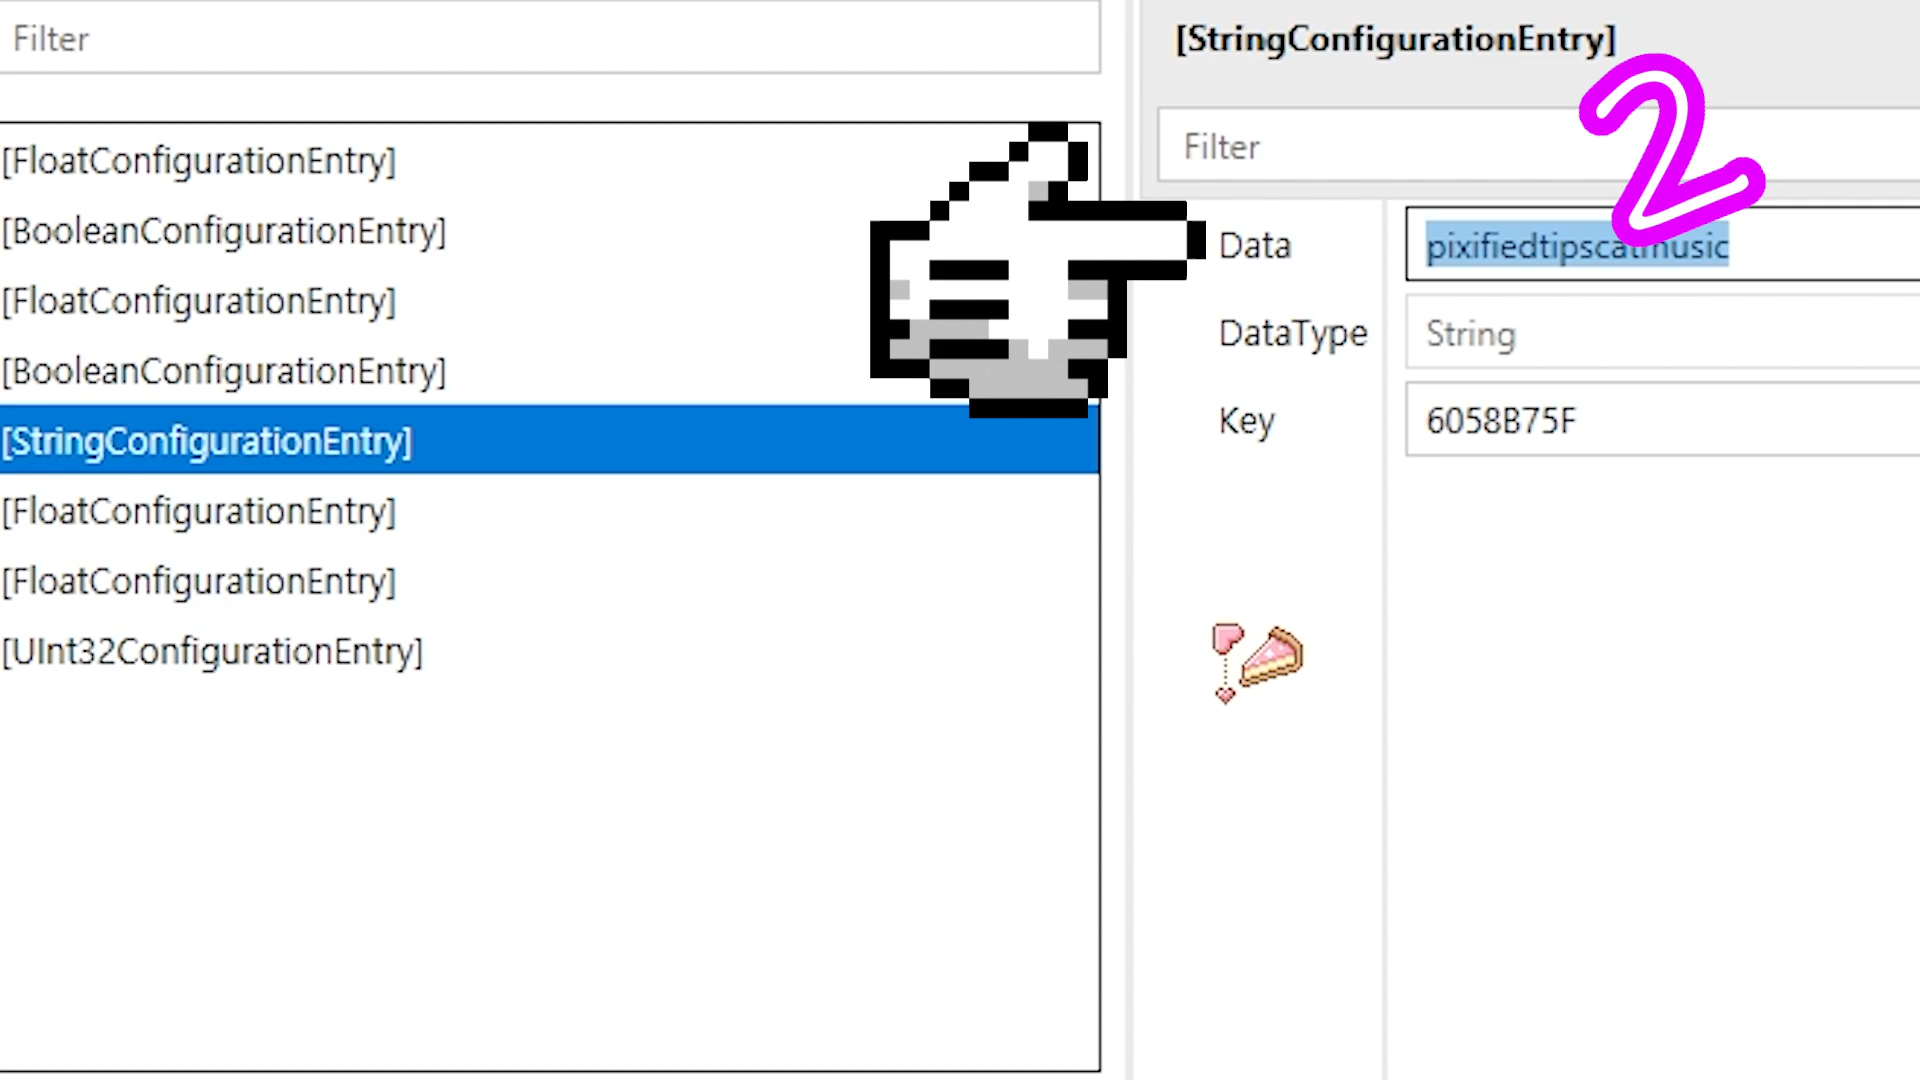 Filter
[FloatConfigurationEntry]
[BooleanConfigurationEntry]
[FloatConfigurationEntry]
[BooleanConfigurationEntry]
[StringConfigurationEntry]
[FloatConfigurationEntry]
[FloatConfigurationEntry]
[UInt32ConfigurationEntry]
[StringConfigurationEntry]
2
Filter
Data
DataType String
Key 6058B75F